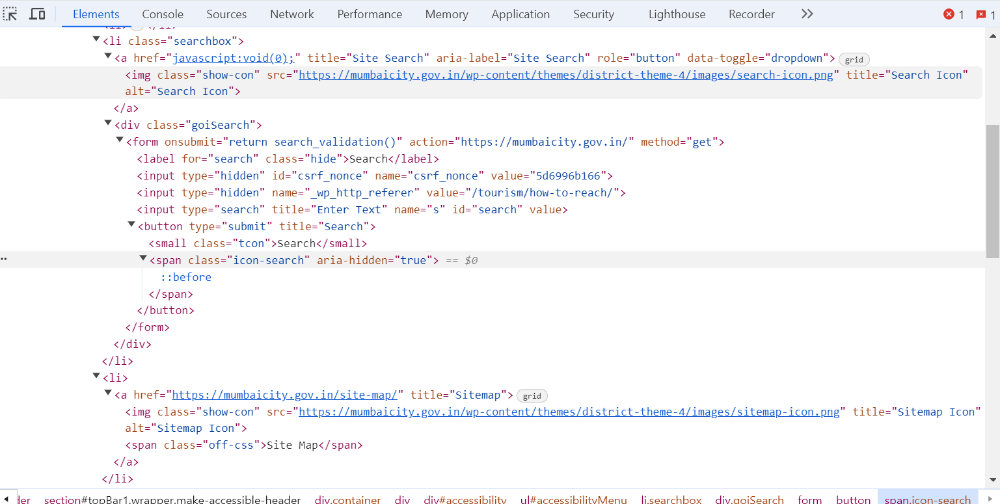 Elements Console Sources Network Performance Memory Application Security Lighthouse Recorder 1 1
<li class="searchbox">
<a href="javascript:void(0);" title="Site Search" aria-label="Site Search" role="button" data-toggle="dropdown"> grid
<img class="show-con" src="https://mumbaicity.gov.in/wp-content/themes/district-theme-4/images/search-icon.png" title="Search Icon"
alt="Search Icon">
</a>
<div class="goiSearch">
<form onsubmit="return search_validation()" action="https://mumbaicity.gov.in/" method="get">
<label for="search" class="hide">Search</label>
<input type="hidden" id="csrf_nonce" name="csrf_nonce" value="5d6996b166">
<input type="hidden" name="_wp_http_referer" value="/tourism/how-to-reach/">
<input type="search" title="Enter Text" name="s" id="search" value>
<button type="submit" title="Search">
<small class="tcon">Search</small>
<span class="icon-search" aria-hidden="true"> == $0
::before
</span>
</button>
</form>
</div>
</li>
<li>
<a href="https://mumbaicity.gov.in/site-map/" title="Sitemap"> grid
<img class="show-con" src="https://mumbaicity.gov.in/wp-content/themes/district-theme-4/images/sitemap-icon.png" title="Sitemap Icon"
alt="Sitemap Icon">
<span class="off-css">Site Map</span>
</a>
</li>
der section#topBar1.wrapper.make-accessible-header div.container div div#accessibility ul#accessibilityMenu li.searchbox div.goiSearch form button span.icon-search